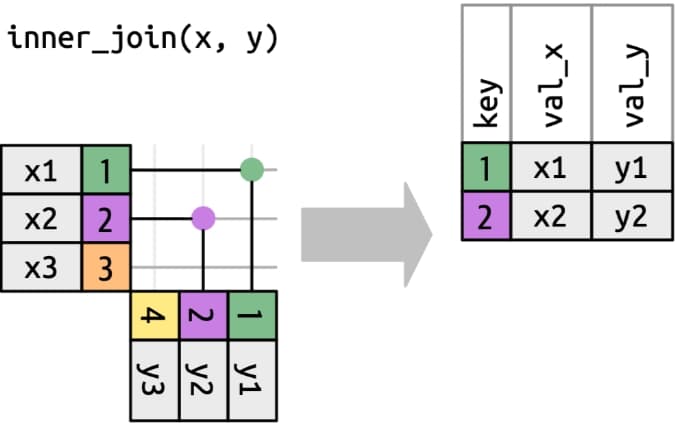 inner_join(x, y)
key val_x val_y
1 x1 y1
2 x2 y2
x1 1
x2 2
x3 3
4 2 1
y3 y2 y1